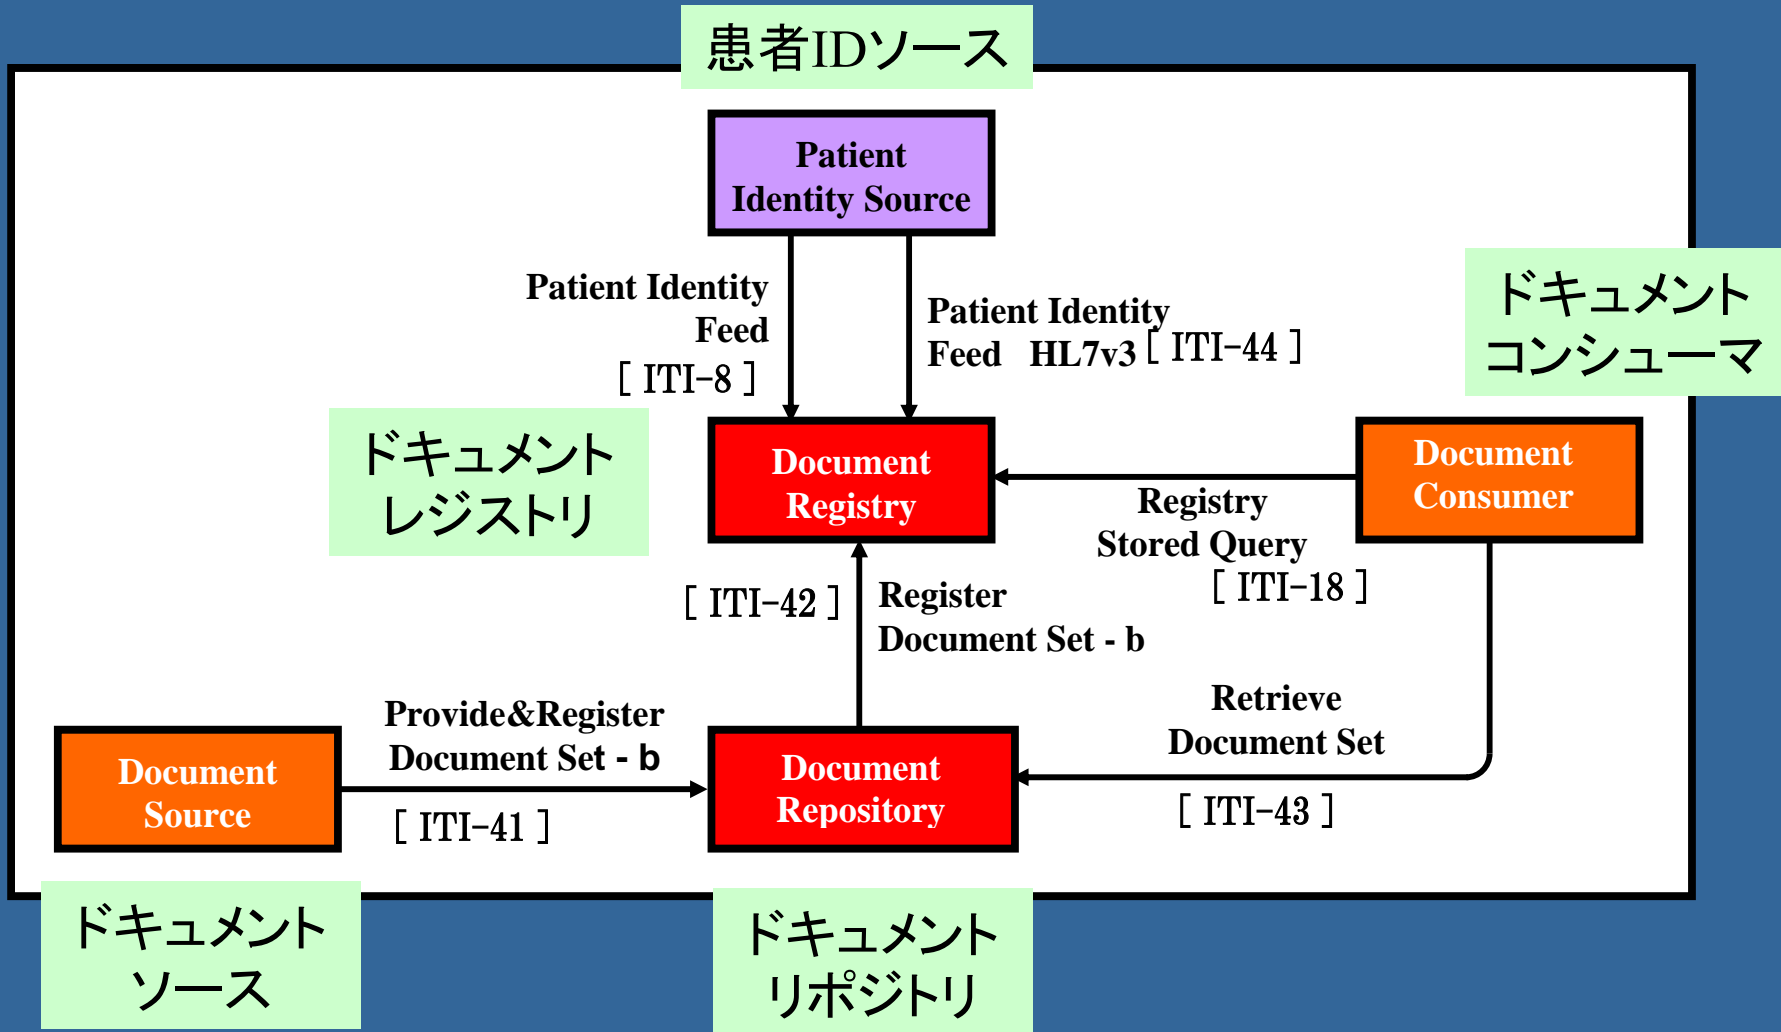 患者IDソース
Patient
Identity Source
Patient Identity
Feed
[ ITI-8 ]
Patient Identity
Feed HL7v3 [ ITI-44 ]
ドキュメント
コンシューマ
ドキュメント
レジストリ
Document
Registry
Document
Consumer
Registry
Stored Query
[ ITI-18 ]
[ ITI-42 ]
Register
Document Set - b
Provide&Register
Document Set - b
[ ITI-41 ]
Retrieve
Document Set
[ ITI-43 ]
Document
Source
Document
Repository
ドキュメント
ソース
ドキュメント
リポジトリ